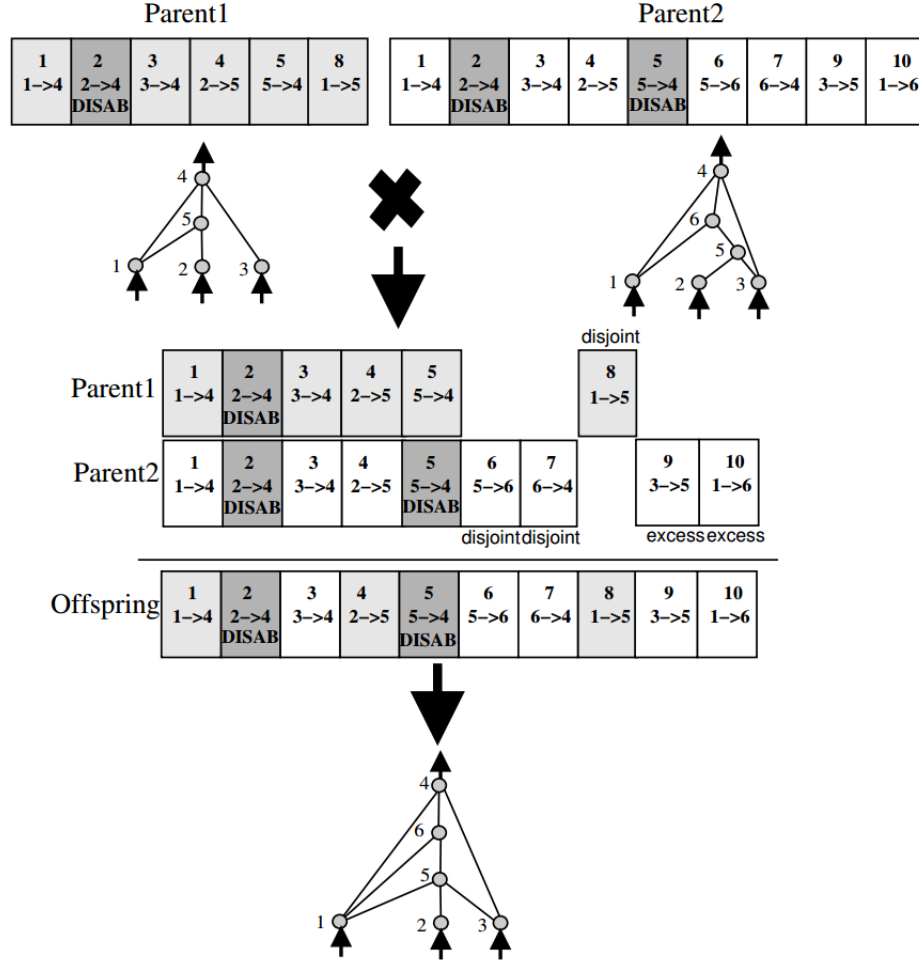 Parent1 Parent2
1 2 3 4 5 8 1 2 3 4 5 6 7 9 10
1->4 2->4 3->4 2->5 5->4 1->5 1->4 2->4 3->4 2->5 5->4 5->6 6->4 3->5 1->6
DISAB DISAB DISAB
4 4
5 6
1 2 3 5
1 2 3
disjoint
Parent1 1 2 3 4 5 8
1->4 2->4 3->4 2->5 5->4 1->5
DISAB
Parent2 1 2 3 4 5 6 7 9 10
1->4 2->4 3->4 2->5 5->4 5->6 6->4 3->5 1->6
DISAB DISAB
disjoint disjoint excess excess
Offspring 1 2 3 4 5 6 7 8 9 10
1->4 2->4 3->4 2->5 5->4 5->6 6->4 1->5 3->5 1->6
DISAB DISAB
4
6
5
1 2 3